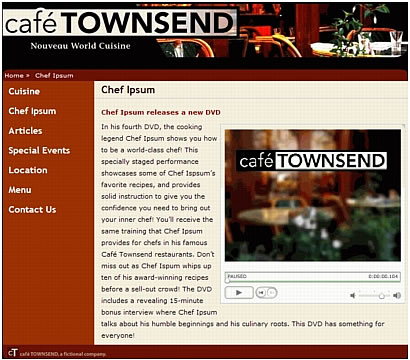 café TOWNSEND
Nouveau World Cuisine
Home » Chef Ipsum
Cuisine
Chef Ipsum
Articles
Special Events
Location
Menu
Contact Us
Chef Ipsum
Chef Ipsum releases a new DVD
In his fourth DVD, the cooking
legend Chef Ipsum shows you how
to be a world-class chef! This
specially staged performance
showcases some of Chef Ispsum's
favorite recipes, and provides
solid instruction to give you the
confidence you need to bring out
your inner chef! You'll receive the
same training that Chef Ipsum
provides for chefs in his famous
Café Townsend restaurants. Don't
miss out as Chef Ipsum whips up
ten of his award-winning recipes
before a sell-out crowd! The DVD
includes a revealing 15-minute
bonus interview where Chef Ipsum
talks about his humble beginnings and his culinary roots. This DVD has something for
everyone!
café TOWNSEND
PAUSED 0:00:00.104
cT café TOWNSEND, a fictional company.